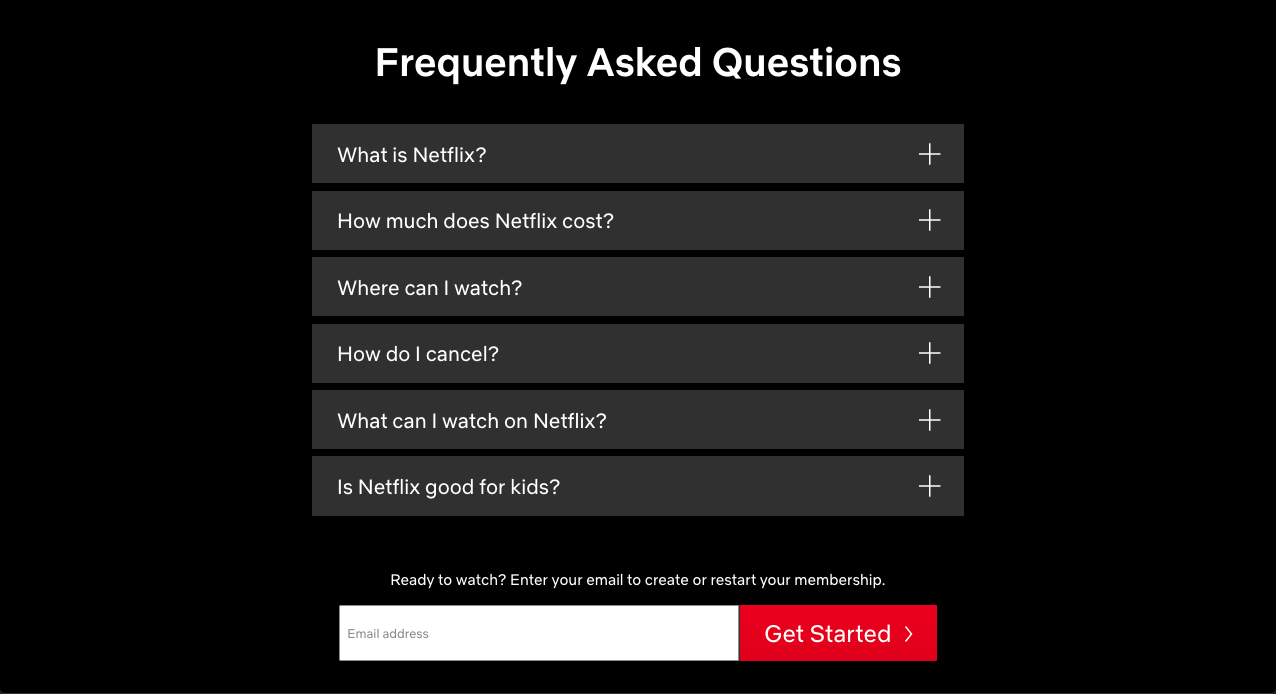 Frequently Asked Questions
What is Netflix?
How much does Netflix cost?
Where can I watch?
How do I cancel?
What can I watch on Netflix?
Is Netflix good for kids?
Ready to watch? Enter your email to create or restart your membership.
Email address
Get Started